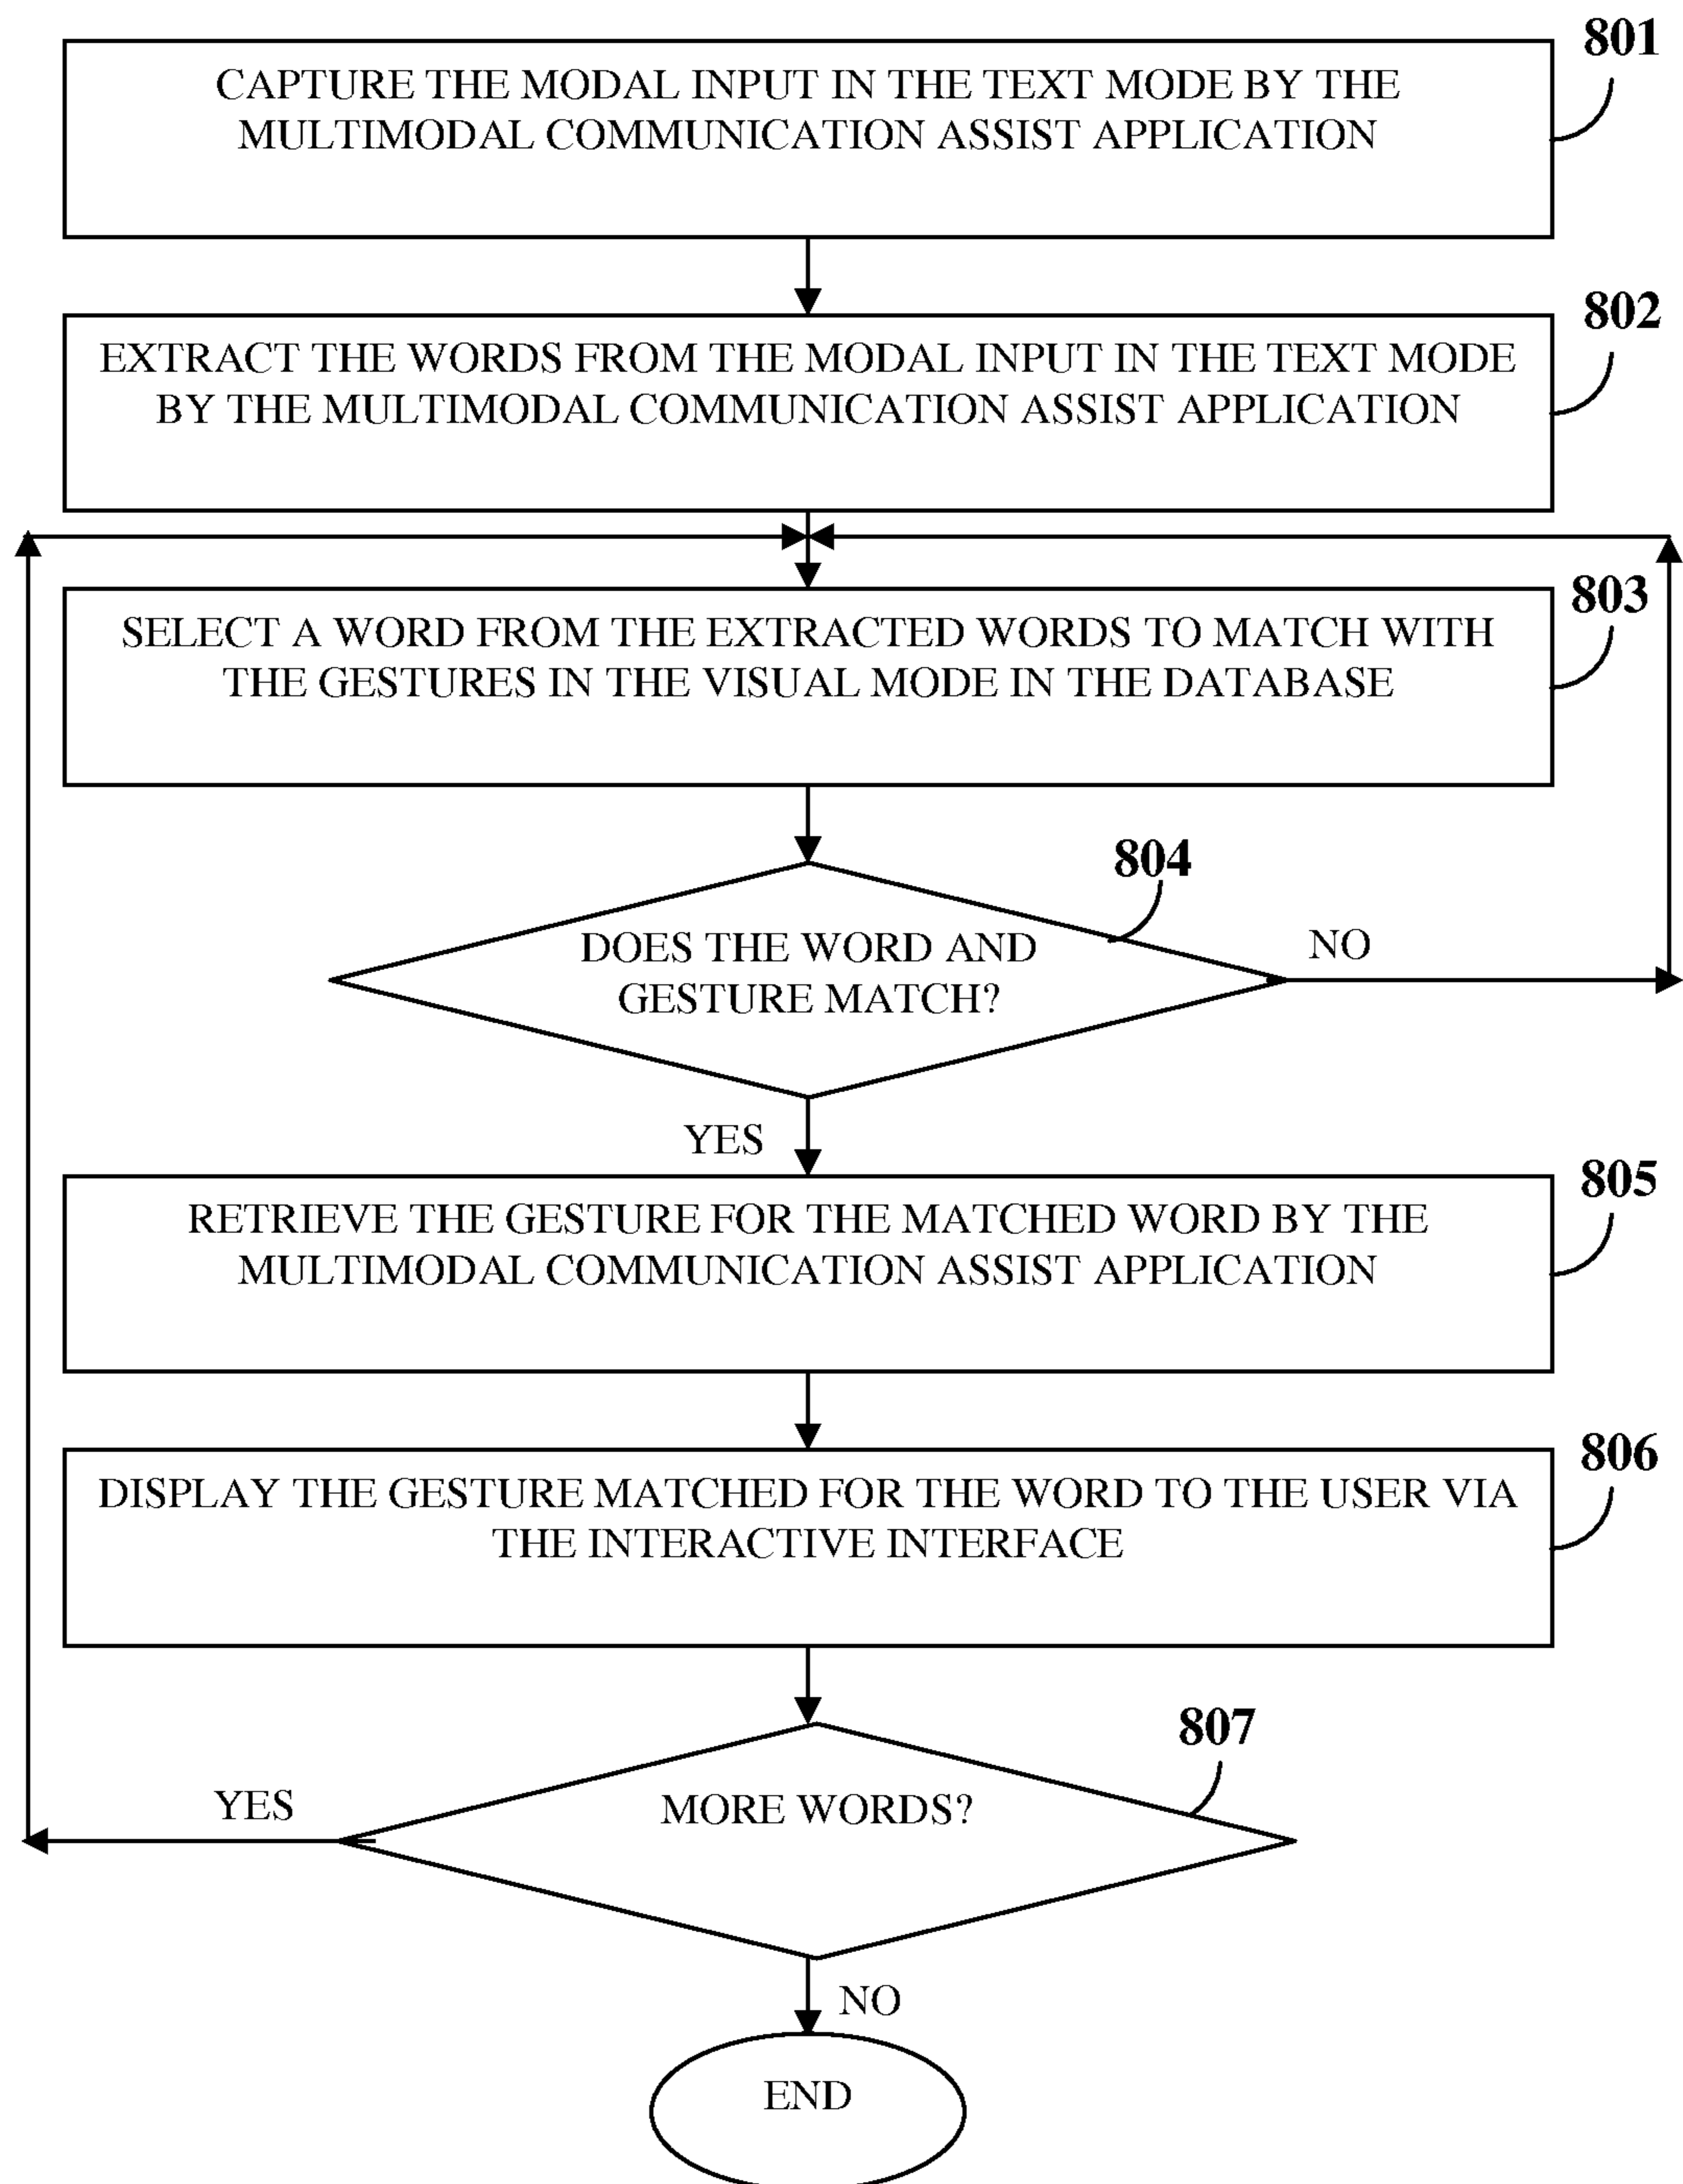 801
CAPTURE THE MODAL INPUT IN THE TEXT MODE BY THE
MULTIMODAL COMMUNICATION ASSIST APPLICATION
802
EXTRACT THE WORDS FROM THE MODAL INPUT IN THE TEXT MODE
BY THE MULTIMODAL COMMUNICATION ASSIST APPLICATION
803
SELECT A WORD FROM THE EXTRACTED WORDS TO MATCH WITH
THE GESTURES IN THE VISUAL MODE IN THE DATABASE
804
DOES THE WORD AND
GESTURE MATCH?
NO
YES
805
RETRIEVE THE GESTURE FOR THE MATCHED WORD BY THE
MULTIMODAL COMMUNICATION ASSIST APPLICATION
806
DISPLAY THE GESTURE MATCHED FOR THE WORD TO THE USER VIA
THE INTERACTIVE INTERFACE
807
MORE WORDS?
YES
NO
END